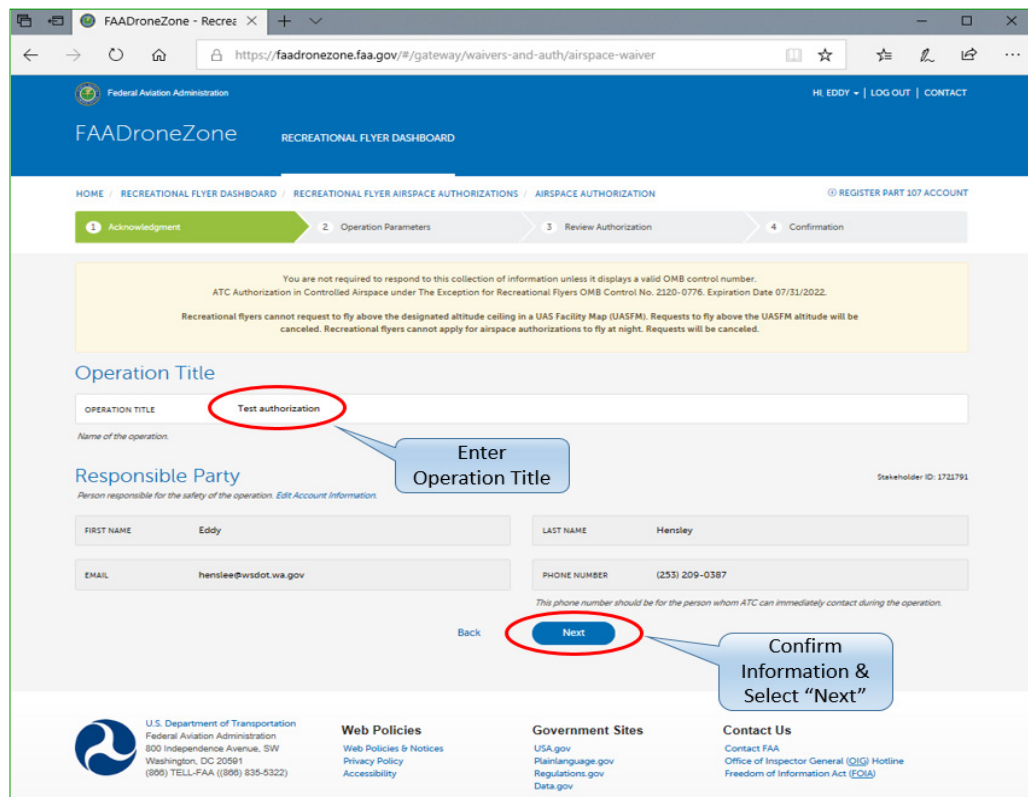 FAADroneZone - Recrea
https://faadronezone.faa.gov/#/gateway/waivers-and-auth/airspace-waiver
Federal Aviation Administration
HI, EDDY | LOG OUT | CONTACT
FAADroneZone
RECREATIONAL FLYER DASHBOARD
HOME / RECREATIONAL FLYER DASHBOARD / RECREATIONAL FLYER AIRSPACE AUTHORIZATIONS / AIRSPACE AUTHORIZATION
REGISTER PART 107 ACCOUNT
1 Acknowledgment
2 Operation Parameters
3 Review Authorization
4 Confirmation
You are not required to respond to this collection of information unless it displays a valid OMB control number.
ATC Authorization in Controlled Airspace under The Exception for Recreational Flyers OMB Control No. 2120-0776. Expiration Date 07/31/2022.
Recreational flyers cannot request to fly above the designated altitude ceiling in a UAS Facility Map (UASFM). Requests to fly above the UASFM altitude will be
canceled. Recreational flyers cannot apply for airspace authorizations to fly at night. Requests will be canceled.
Operation Title
OPERATION TITLE Test authorization
Name of the operation.
Enter
Operation Title
Responsible Party
Stakeholder ID: 1721791
Person responsible for the safety of the operation. Edit Account Information.
FIRST NAME Eddy
LAST NAME Hensley
EMAIL henslee@wsdot.wa.gov
PHONE NUMBER (253) 209-0387
This phone number should be for the person whom ATC can immediately contact during the operation.
Back
Next
Confirm
Information &
Select “Next”
U.S. Department of Transportation
Federal Aviation Administration
800 Independence Avenue, SW
Washington, DC 20591
(866) TELL-FAA ((866) 835-5322)
Web Policies
Web Policies & Notices
Privacy Policy
Accessibility
Government Sites
USA.gov
Plainlanguage.gov
Regulations.gov
Data.gov
Contact Us
Contact FAA
Office of Inspector General (OIG) Hotline
Freedom of Information Act (FOIA)